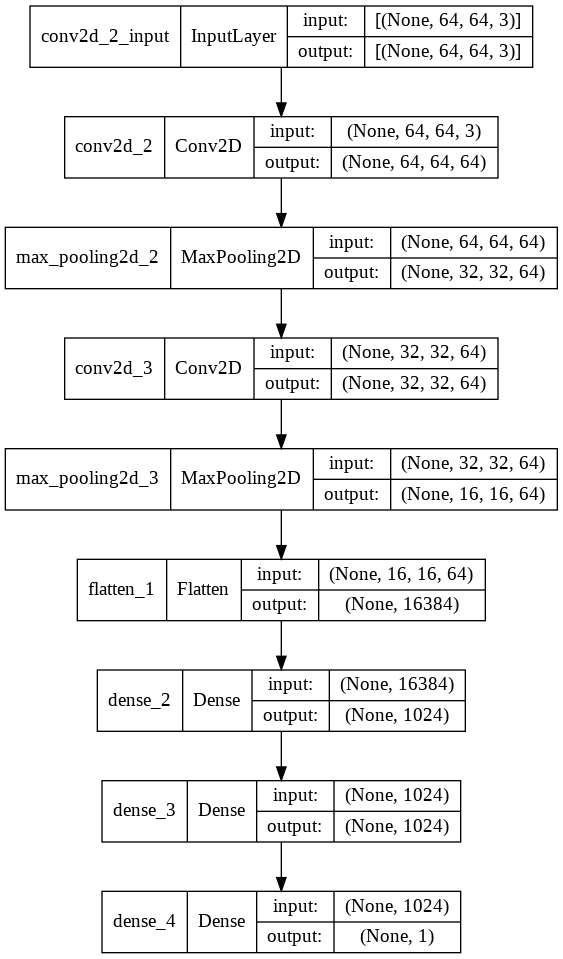 conv2d_2_input InputLayer input: [(None, 64, 64, 3)]
output: [(None, 64, 64, 3)]
conv2d_2 Conv2D input: (None, 64, 64, 3)
output: (None, 64, 64, 64)
max_pooling2d_2 MaxPooling2D input: (None, 64, 64, 64)
output: (None, 32, 32, 64)
conv2d_3 Conv2D input: (None, 32, 32, 64)
output: (None, 32, 32, 64)
max_pooling2d_3 MaxPooling2D input: (None, 32, 32, 64)
output: (None, 16, 16, 64)
flatten_1 Flatten input: (None, 16, 16, 64)
output: (None, 16384)
dense_2 Dense input: (None, 16384)
output: (None, 1024)
dense_3 Dense input: (None, 1024)
output: (None, 1024)
dense_4 Dense input: (None, 1024)
output: (None, 1)